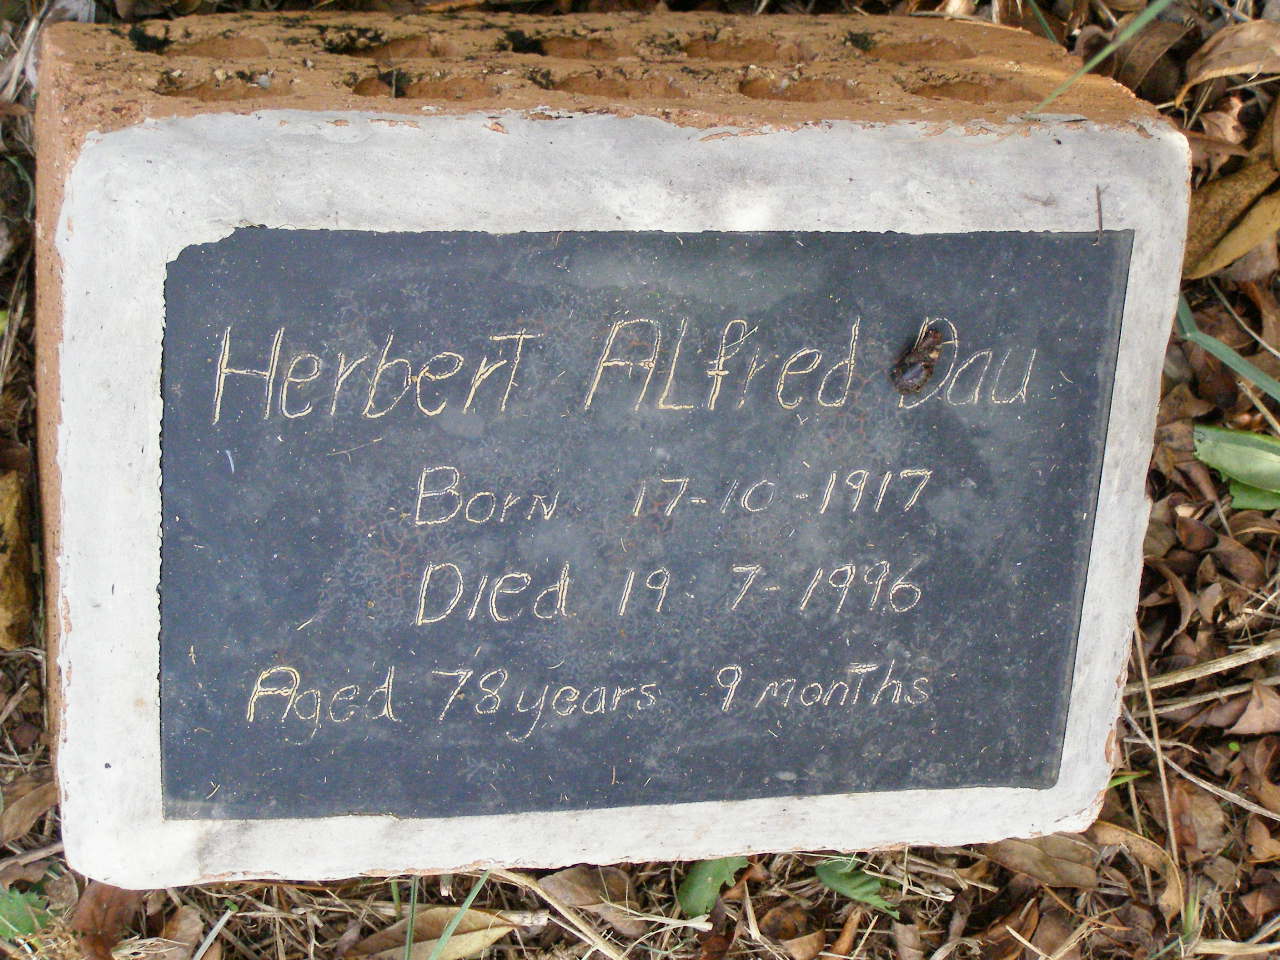 Herbert Alfred Dau
Born 17-10-1917
Died 19 7-1996
Aged 78 years 9 months